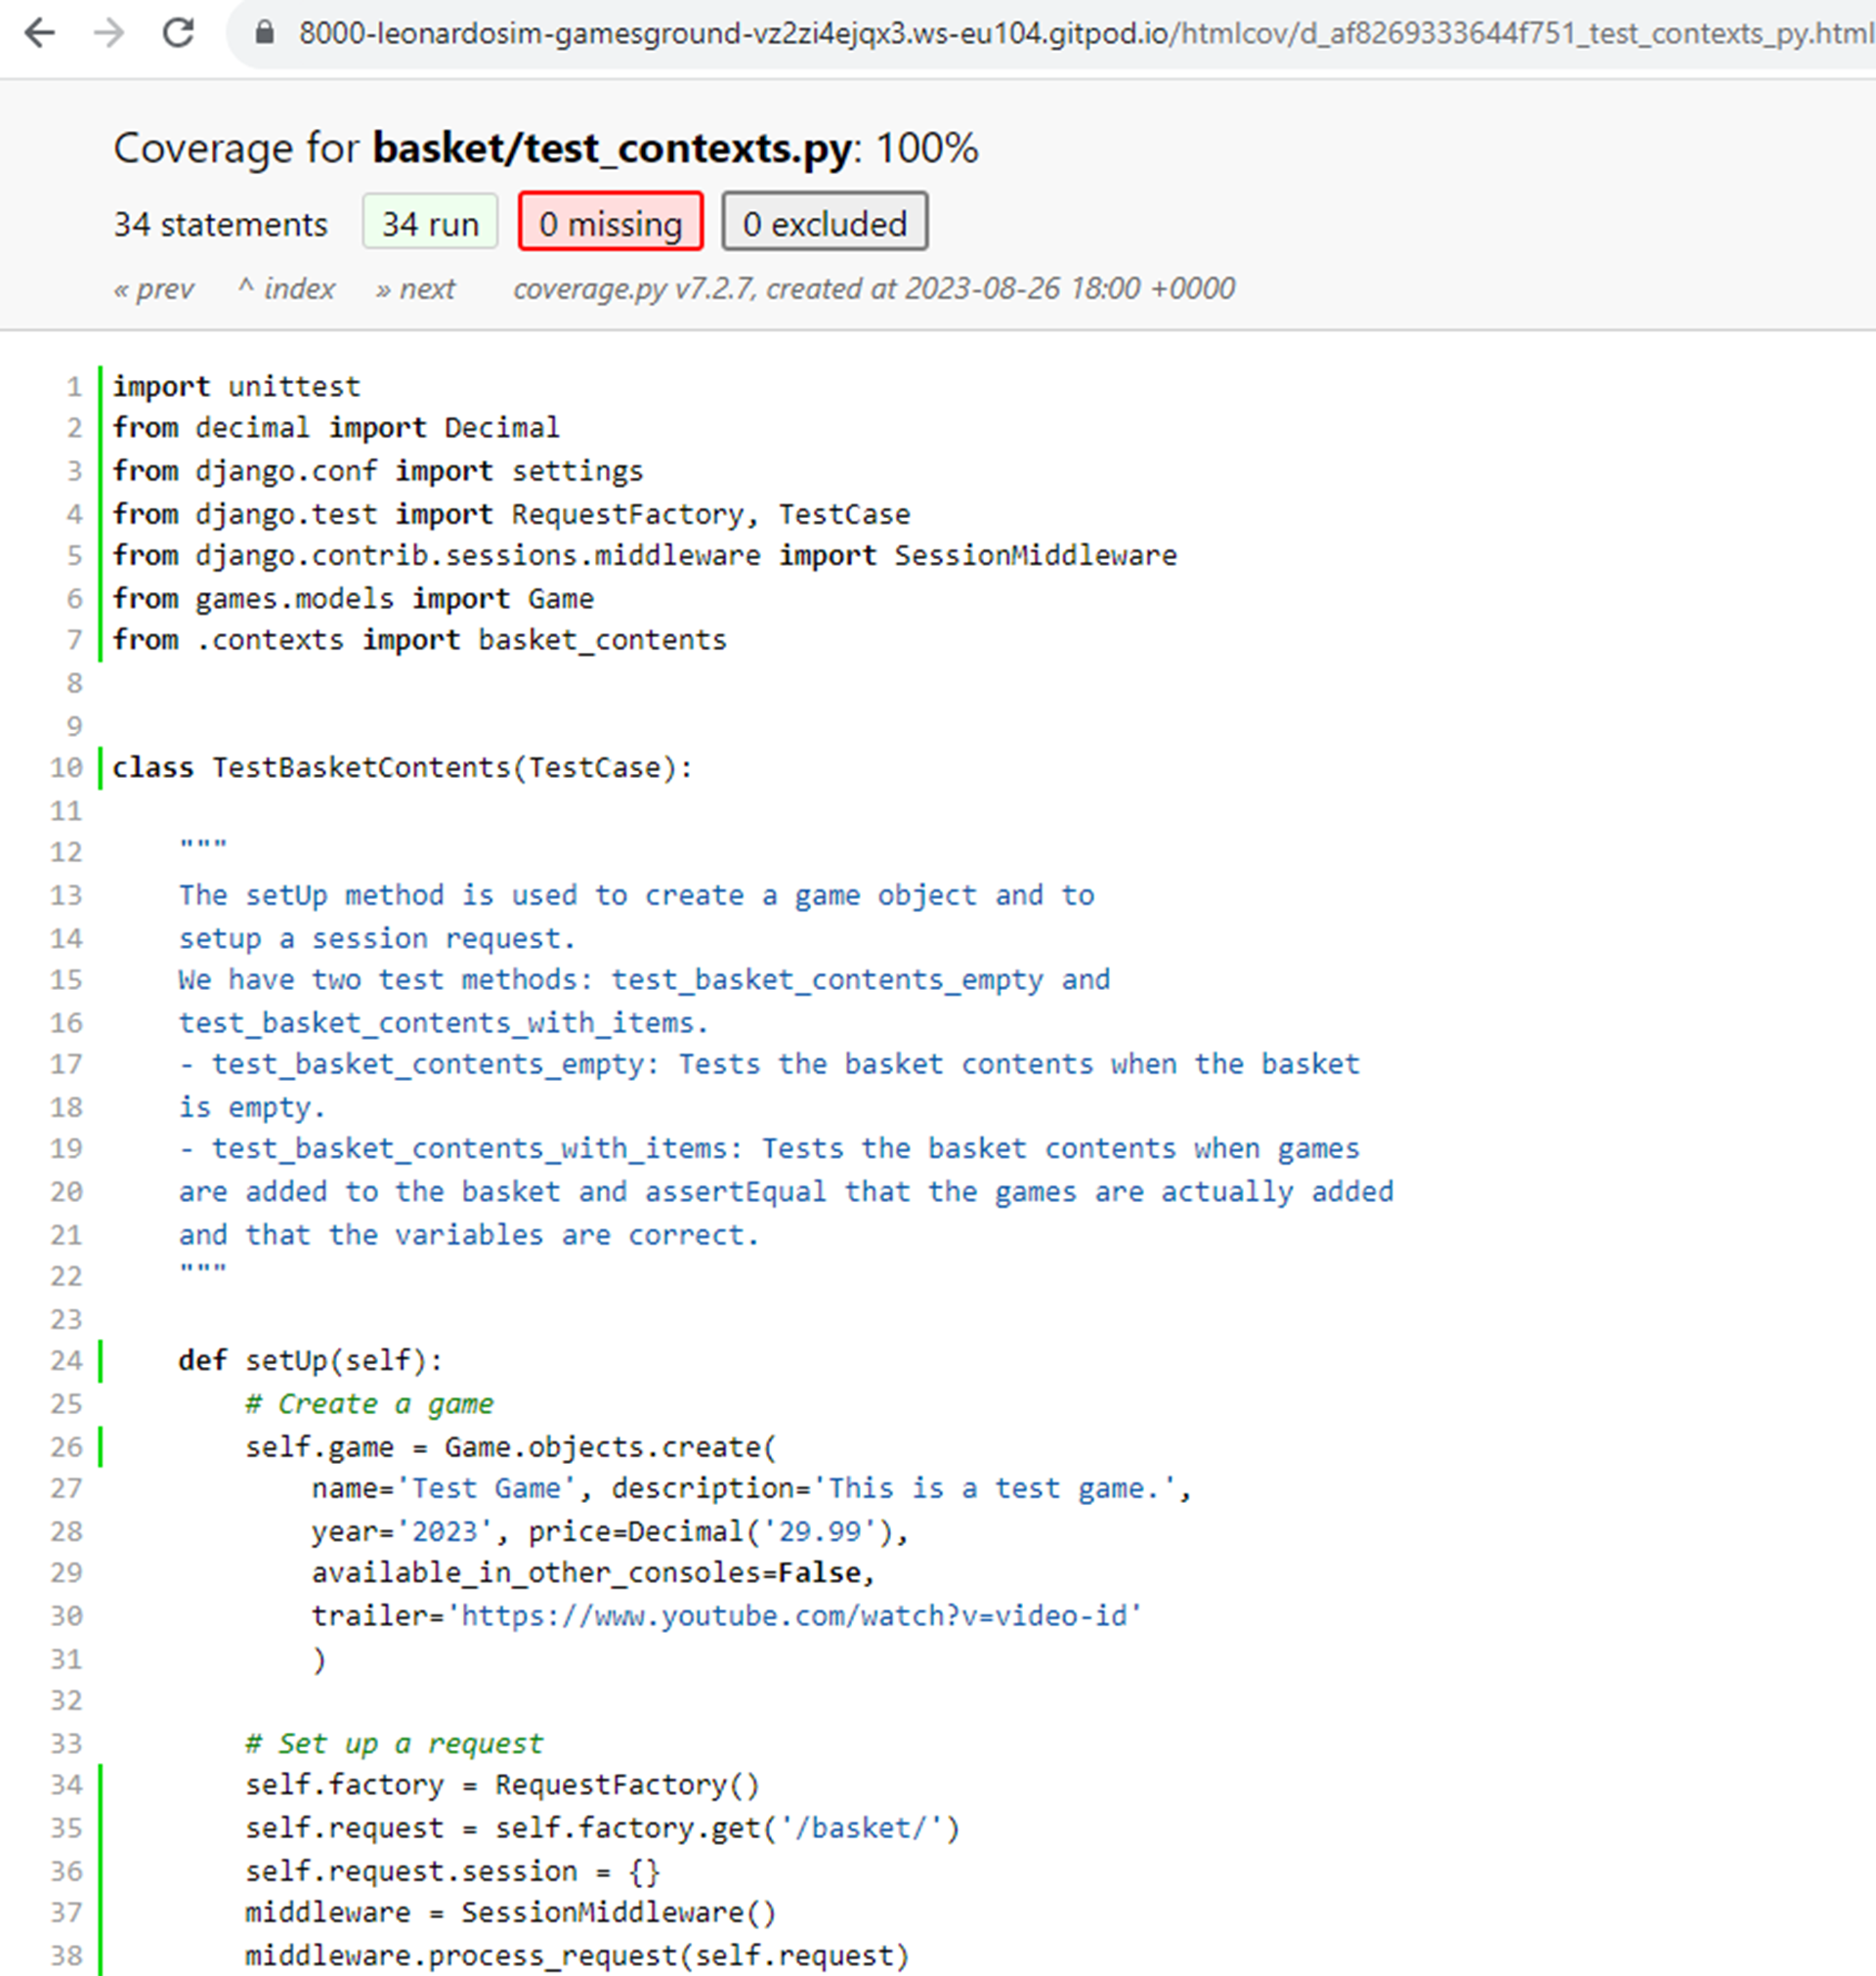 8000-leonardosim-gamesground-vz2zi4ejqx3.ws-eu104.gitpod.io/htmlcov/d_af8269333644f751_test_contexts_py.html
Coverage for basket/test_contexts.py: 100%
34 statements 34 run 0 missing 0 excluded
« prev ^ index » next coverage.py v7.2.7, created at 2023-08-26 18:00 +0000
1 import unittest
2 from decimal import Decimal
3 from django.conf import settings
4 from django.test import RequestFactory, TestCase
5 from django.contrib.sessions.middleware import SessionMiddleware
6 from games.models import Game
7 from .contexts import basket_contents
8
9
10 class TestBasketContents(TestCase):
11
12     """
13     The setUp method is used to create a game object and to
14     setup a session request.
15     We have two test methods: test_basket_contents_empty and
16     test_basket_contents_with_items.
17     - test_basket_contents_empty: Tests the basket contents when the basket
18     is empty.
19     - test_basket_contents_with_items: Tests the basket contents when games
20     are added to the basket and assertEqual that the games are actually added
21     and that the variables are correct.
22     """
23
24     def setUp(self):
25         # Create a game
26         self.game = Game.objects.create(
27             name='Test Game', description='This is a test game.',
28             year='2023', price=Decimal('29.99'),
29             available_in_other_consoles=False,
30             trailer='https://www.youtube.com/watch?v=video-id'
31             )
32
33         # Set up a request
34         self.factory = RequestFactory()
35         self.request = self.factory.get('/basket/')
36         self.request.session = {}
37         middleware = SessionMiddleware()
38         middleware.process_request(self.request)